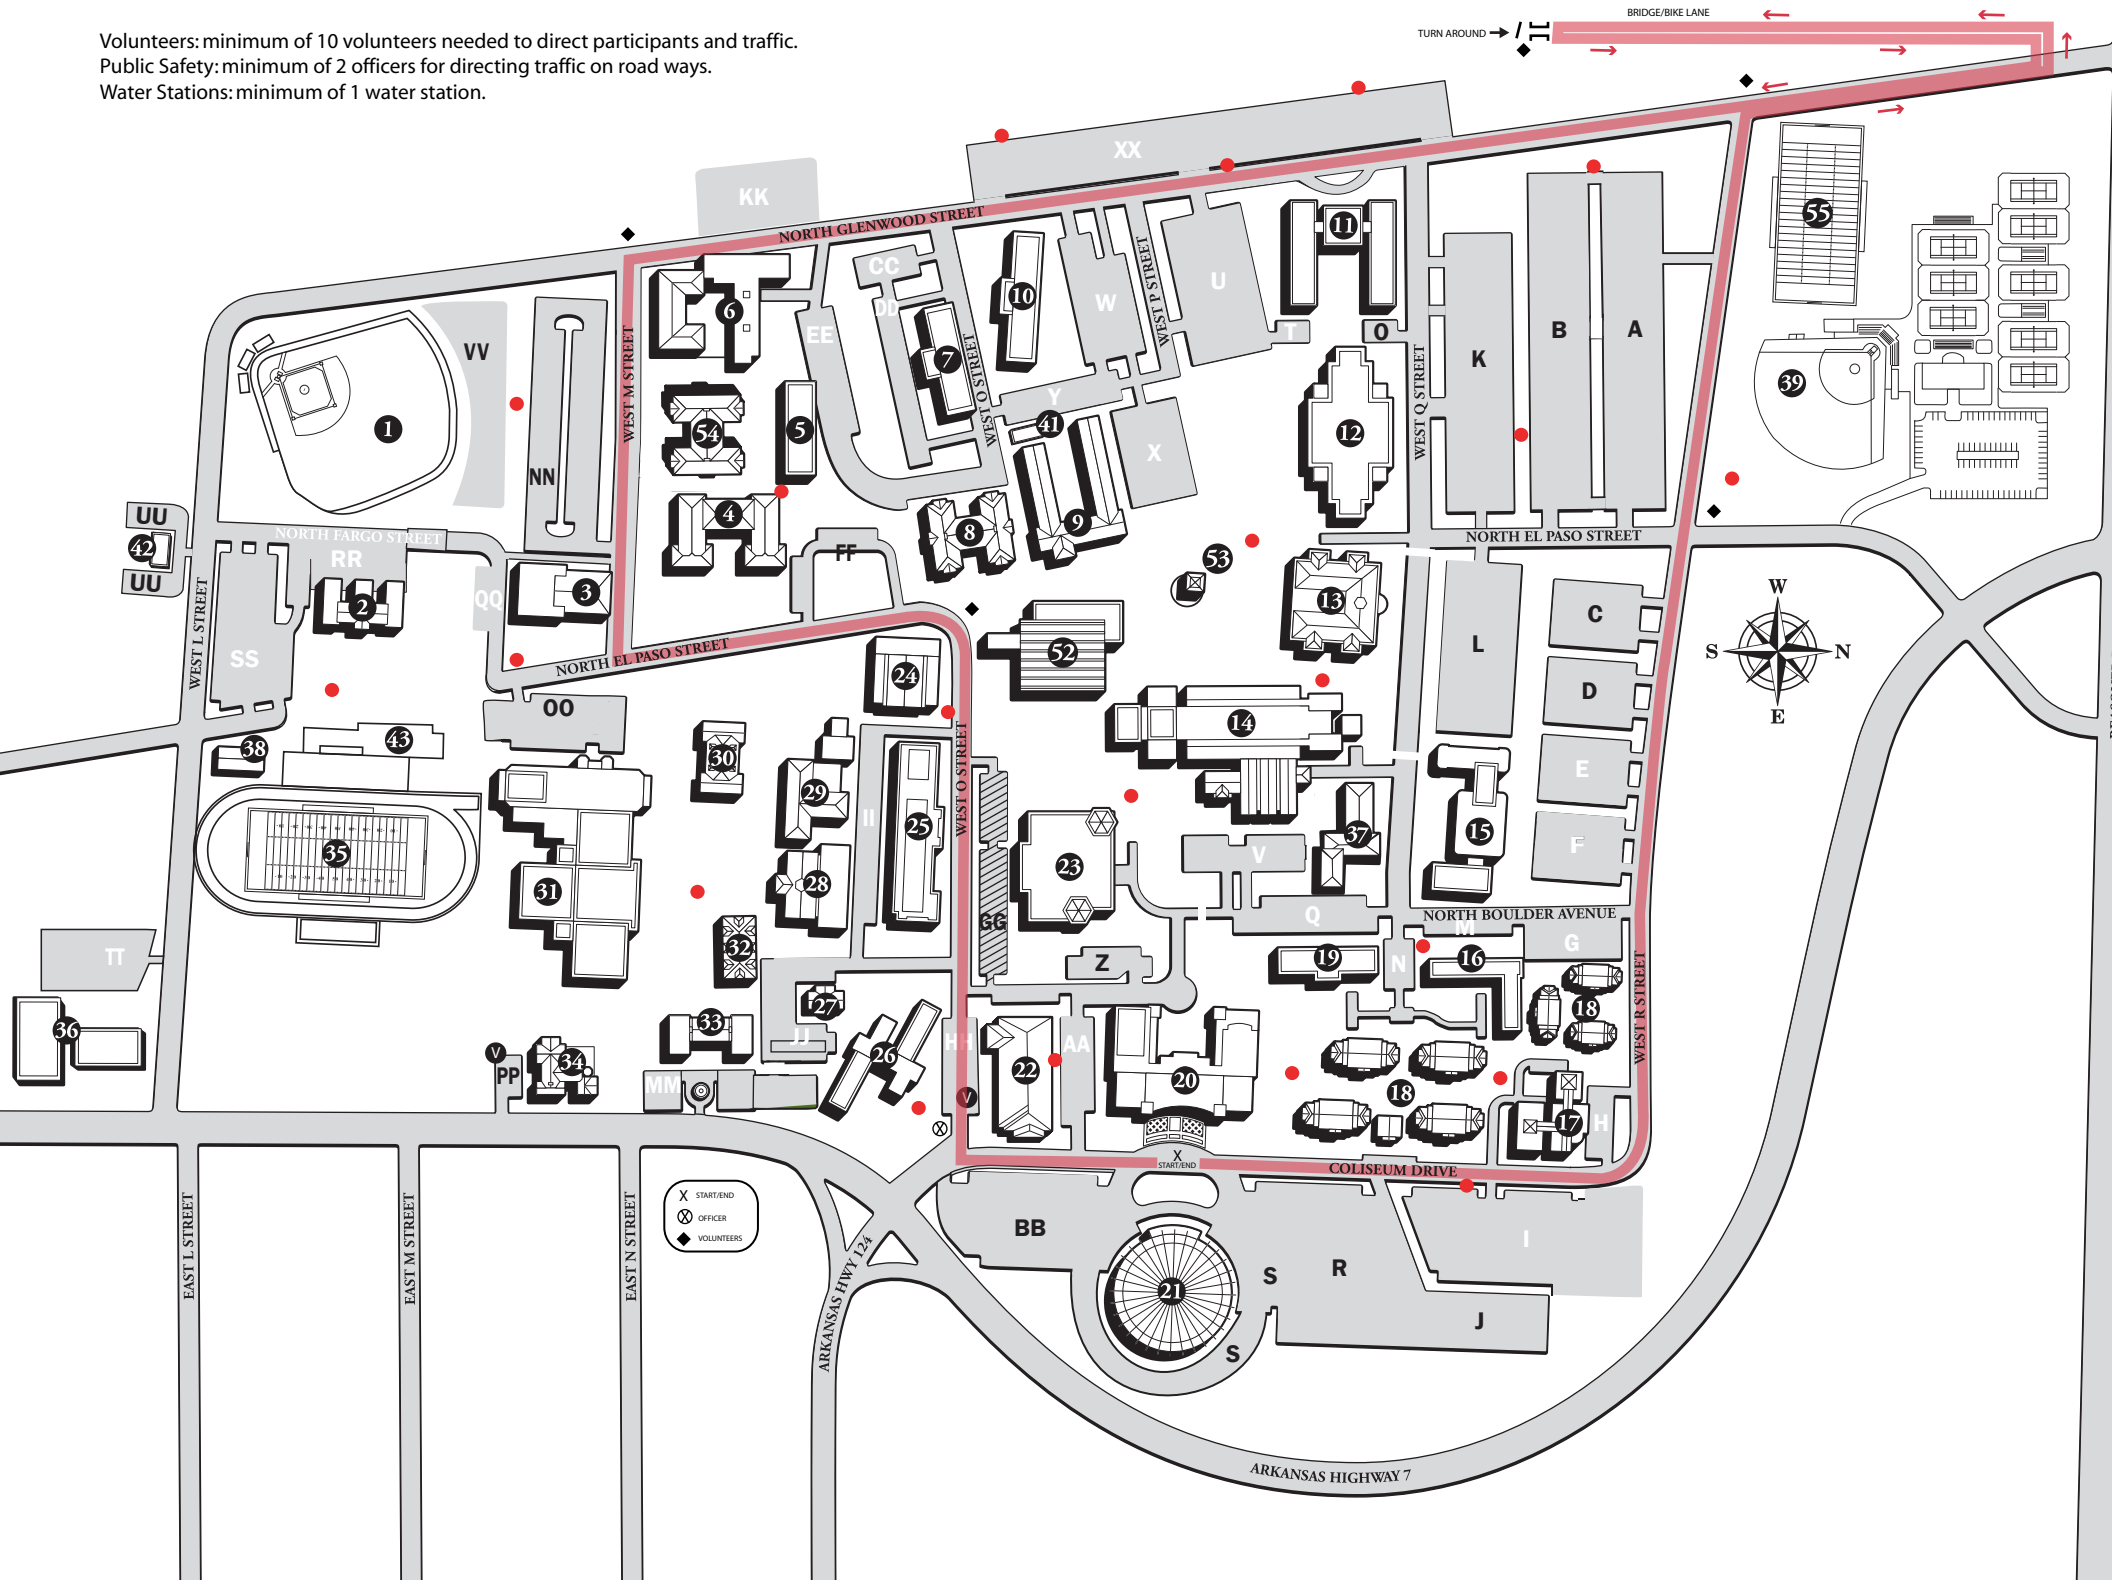 BRIDGE/BIKE LANE
TURN AROUND
Volunteers: minimum of 10 volunteers needed to direct participants and traffic.
Public Safety: minimum of 2 officers for directing traffic on road ways.
Water Stations: minimum of 1 water station.
XX
KK
NORTH GLENWOOD STREET
55
11
CC
10
W
WEST P STREET
U
6
EE
DD
7
WEST O STREET
T
O
B
A
K
VV
WEST M STREET
1
54
5
Y
41
X
12
WEST Q STREET
39
NN
4
8
9
UU
42
UU
NORTH FARGO STREET
RR
FF
53
NORTH EL PASO STREET
2
QQ
3
13
C
W
S
N
E
WEST L STREET
SS
NORTH EL PASO STREET
24
52
L
D
OO
38
43
30
14
E
29
II
25
WEST O STREET
15
35
31
28
23
V
37
F
GG
Q
NORTH BOULDER AVENUE
M
G
TT
32
Z
19
N
16
36
33
27
JJ
26
HH
22
AA
18
WEST R STREET
V
PP
34
MM
V
20
18
17
H
X
START/END
COLISEUM DRIVE
X START/END
OFFICER
VOLUNTEERS
BB
21
S
R
I
J
S
EAST L STREET
EAST M STREET
EAST N STREET
ARKANSAS HWY 124
ARKANSAS HIGHWAY 7